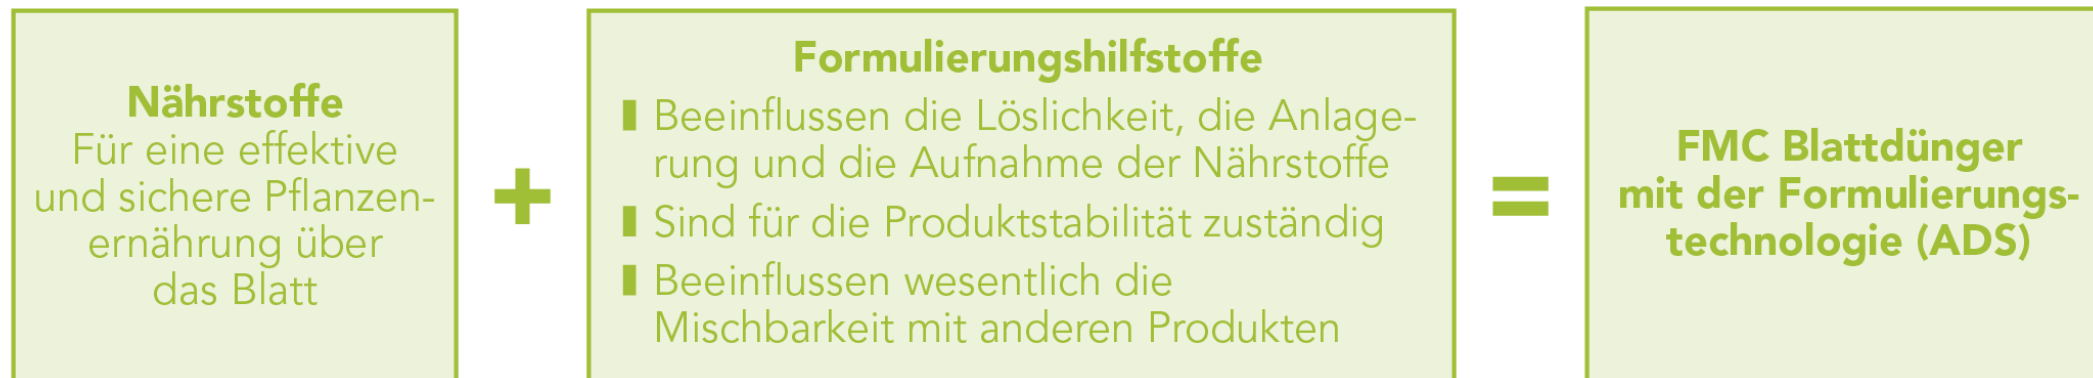 Nährstoffe
Für eine effektive
und sichere Pflanzen-
ernährung über
das Blatt
+
Formulierungshilfstoffe
Beeinflussen die Löslichkeit, die Anlage-
rung und die Aufnahme der Nährstoffe
Sind für die Produktstabilität zuständig
Beeinflussen wesentlich die
Mischbarkeit mit anderen Produkten
=
FMC Blattdünger
mit der Formulierungs-
technologie (ADS)